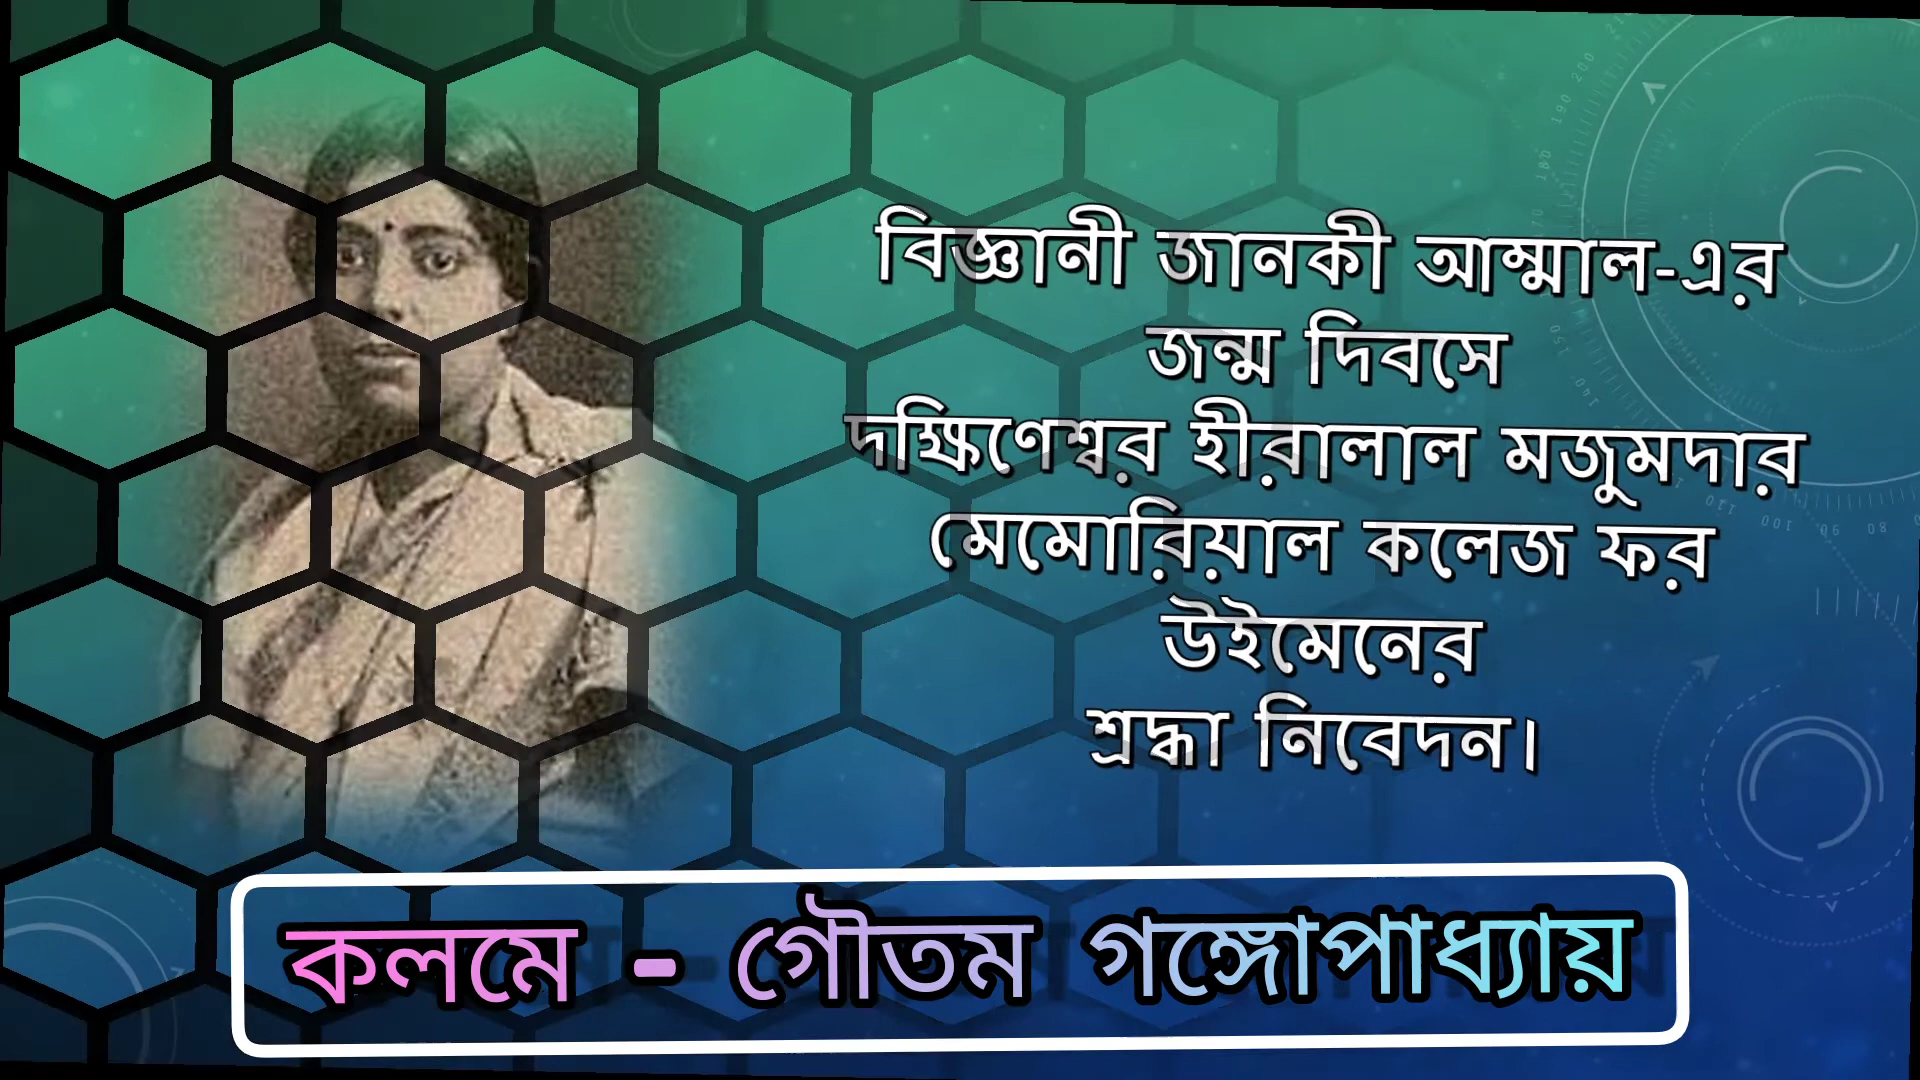 বিজ্ঞানী জানকী আম্মাল-এর
জন্ম দিবসে
দক্ষিণেশ্বর হীরালাল মজুমদার
মেমোরিয়াল কলেজ ফর
উইমেনের
শ্রদ্ধা নিবেদন।
কলমে - গৌতম গঙ্গোপাধ্যায়